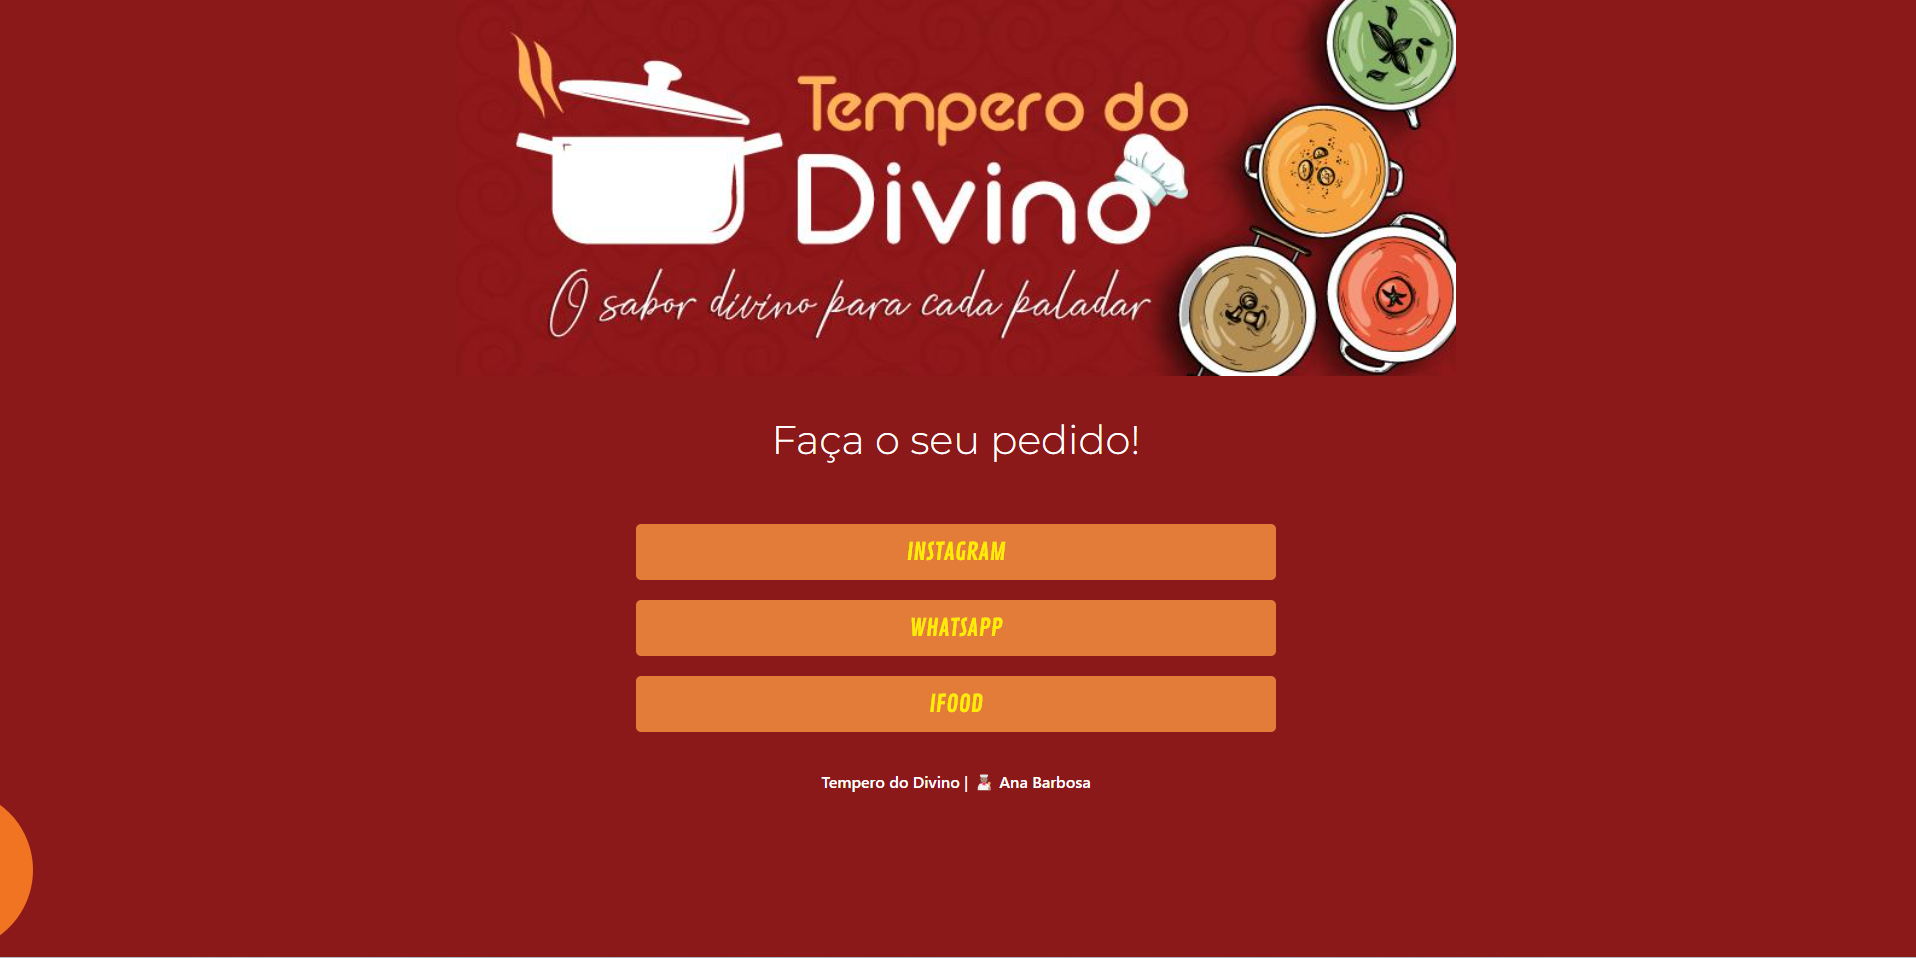 Tempero do
Divino
O sabor divino para cada paladar
Faça o seu pedido!
INSTAGRAM
WHATSAPP
IFOOD
Tempero do Divino | 👨🏽‍🍳 Ana Barbosa